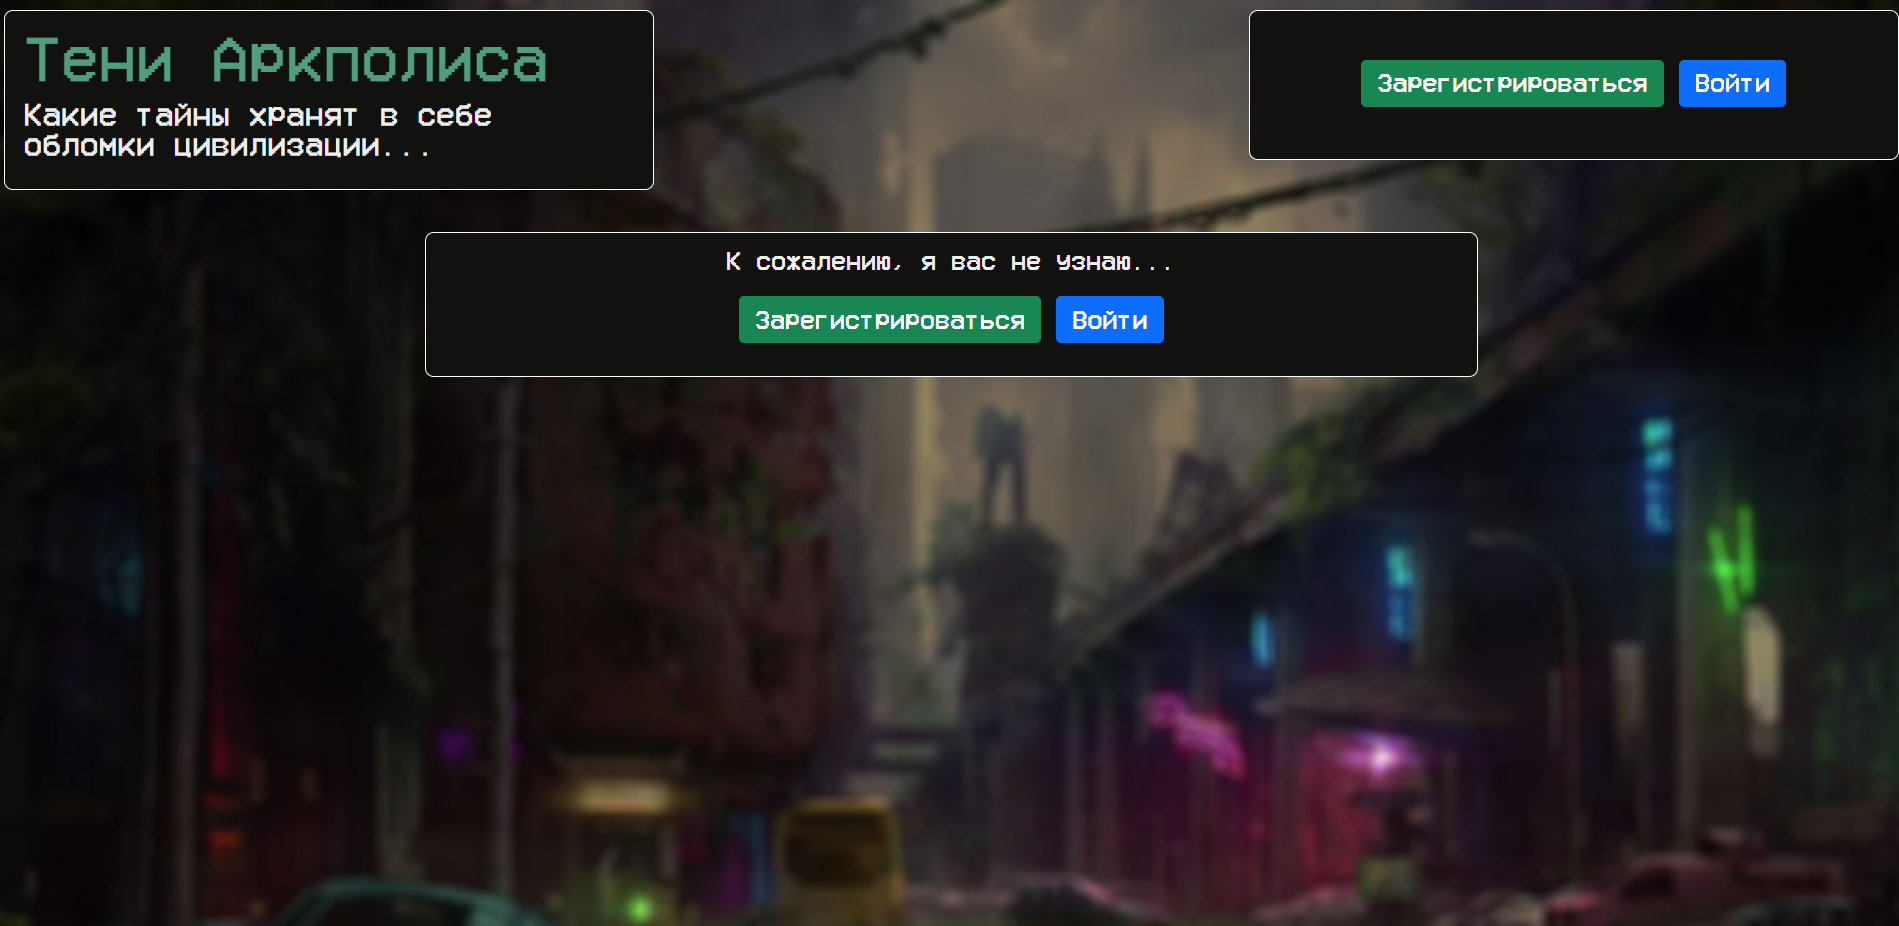 Тени Аркполиса
Какие тайны хранят в себе
обломки цивилизации...
Зарегистрироваться
Войти
К сожалению, я вас не узнаю...
Зарегистрироваться
Войти